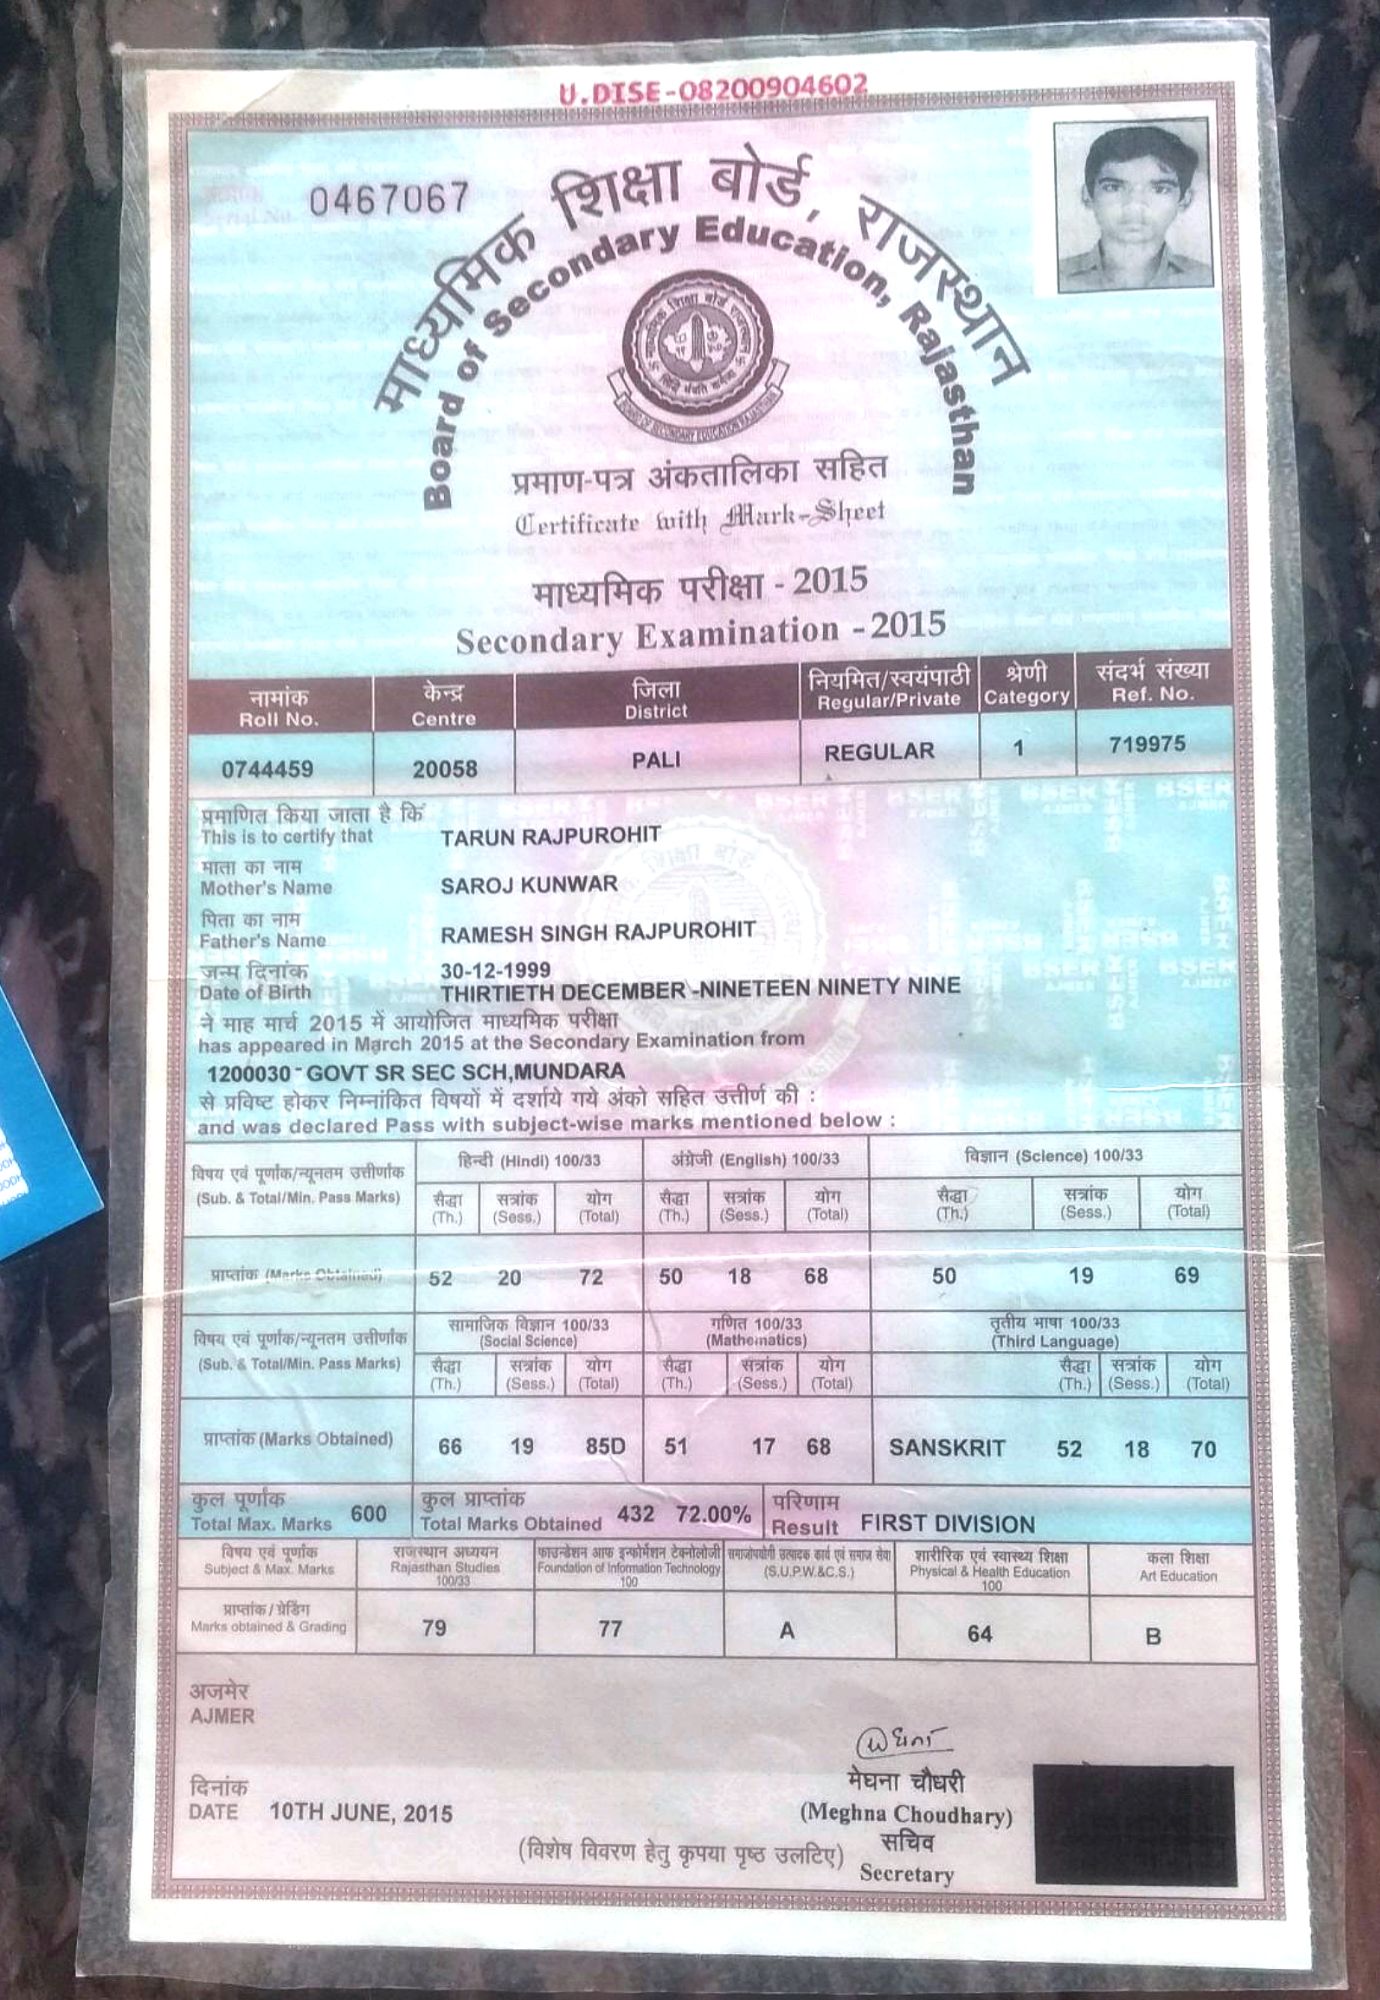 U.DISE-08200904602
0467067
माध्यमिक शिक्षा बोर्ड, राजस्थान
Board of Secondary Education, Rajasthan
BOARD OF SECONDARY EDUCATION RAJASTHAN
प्रमाण-पत्र अंकतालिका सहित
Certificate with Mark-Sheet
माध्यमिक परीक्षा - 2015
Secondary Examination - 2015
नामांक केन्द्र जिला नियमित/स्वयंपाठी श्रेणी संदर्भ संख्या
Roll No. Centre District Regular/Private Category Ref. No.
0744459 20058 PALI REGULAR 1 719975
प्रमाणित किया जाता है कि
This is to certify that TARUN RAJPUROHIT
माता का नाम
Mother's Name SAROJ KUNWAR
पिता का नाम
Father's Name RAMESH SINGH RAJPUROHIT
जन्म दिनांक 30-12-1999
Date of Birth THIRTIETH DECEMBER -NINETEEN NINETY NINE
ने माह मार्च 2015 में आयोजित माध्यमिक परीक्षा
has appeared in March 2015 at the Secondary Examination from
1200030 - GOVT SR SEC SCH,MUNDARA
से प्रविष्ट होकर निम्नांकित विषयों में दर्शाये गये अंको सहित उत्तीर्ण की :
and was declared Pass with subject-wise marks mentioned below :
विषय एवं पूर्णांक/न्यूनतम उत्तीर्णांक हिन्दी (Hindi) 100/33 अंग्रेजी (English) 100/33 विज्ञान (Science) 100/33
(Sub. & Total/Min. Pass Marks) सैद्धा सत्रांक योग सैद्धा सत्रांक योग सैद्धा सत्रांक योग
(Th.) (Sess.) (Total) (Th.) (Sess.) (Total) (Th.) (Sess.) (Total)
प्राप्तांक (Marks Obtained) 52 20 72 50 18 68 50 19 69
विषय एवं पूर्णांक/न्यूनतम उत्तीर्णांक सामाजिक विज्ञान 100/33 गणित 100/33 तृतीय भाषा 100/33
(Social Science) (Mathematics) (Third Language)
(Sub. & Total/Min. Pass Marks) सैद्धा सत्रांक योग सैद्धा सत्रांक योग सैद्धा सत्रांक योग
(Th.) (Sess.) (Total) (Th.) (Sess.) (Total) (Th.) (Sess.) (Total)
प्राप्तांक (Marks Obtained) 66 19 85D 51 17 68 SANSKRIT 52 18 70
कुल पूर्णांक कुल प्राप्तांक परिणाम
Total Max. Marks 600 Total Marks Obtained 432 72.00% Result FIRST DIVISION
विषय एवं पूर्णांक राजस्थान अध्ययन फाउन्डेशन आफ इन्फोर्मेशन टेक्नोलोजी समाजोपयोगी उत्पादक कार्य एवं समाज सेवा शारीरिक एवं स्वास्थ्य शिक्षा कला शिक्षा
Subject & Max. Marks Rajasthan Studies Foundation of Information Technology (S.U.P.W.&C.S.) Physical & Health Education Art Education
100/33 100 100
प्राप्तांक / ग्रेडिंग
Marks obtained & Grading 79 77 A 64 B
अजमेर
AJMER
मेघना चौधरी
दिनांक
DATE 10TH JUNE, 2015 (Meghna Choudhary)
सचिव
(विशेष विवरण हेतु कृपया पृष्ठ उलटिए) Secretary